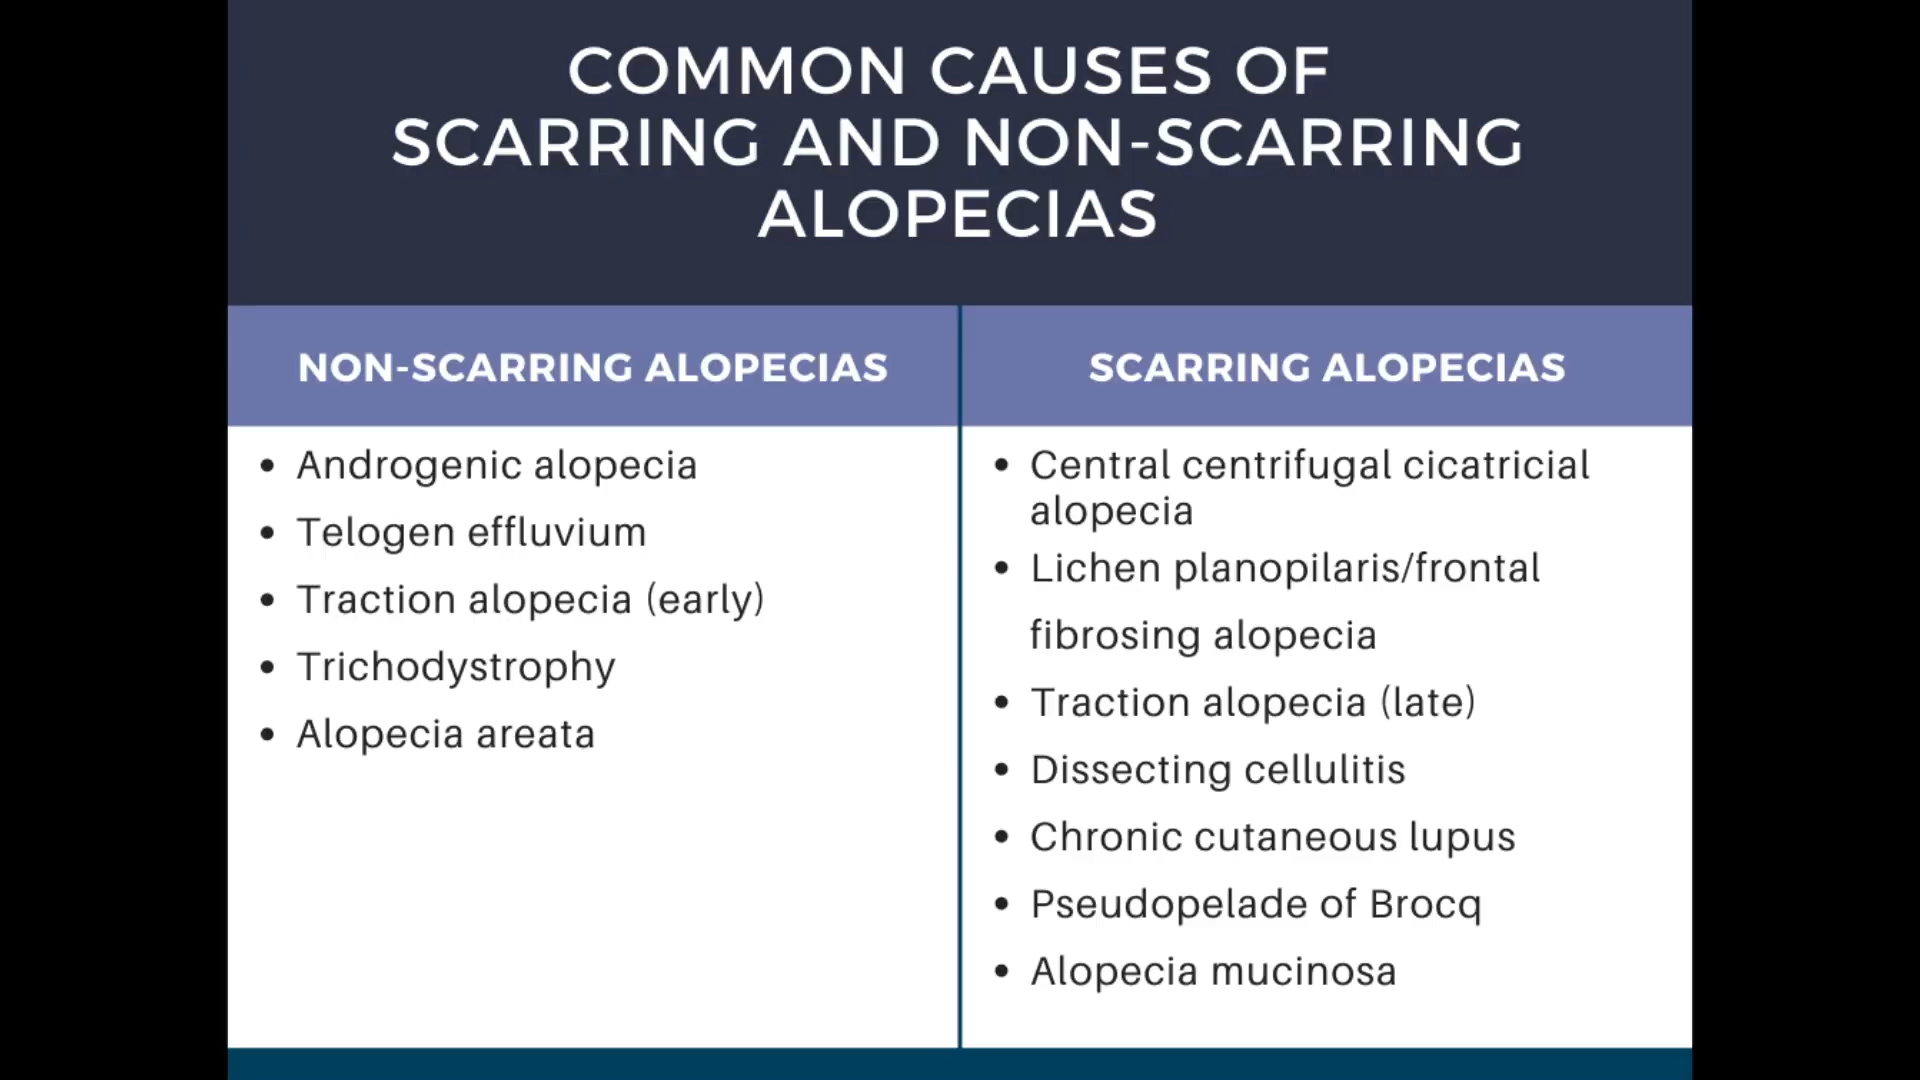 COMMON CAUSES OF
SCARRING AND NON-SCARRING
ALOPECIAS
NON-SCARRING ALOPECIAS
• Androgenic alopecia
• Telogen effluvium
• Traction alopecia (early)
• Trichodystrophy
• Alopecia areata
SCARRING ALOPECIAS
• Central centrifugal cicatricial
alopecia
• Lichen planopilaris/frontal
fibrosing alopecia
• Traction alopecia (late)
• Dissecting cellulitis
• Chronic cutaneous lupus
• Pseudopelade of Brocq
• Alopecia mucinosa